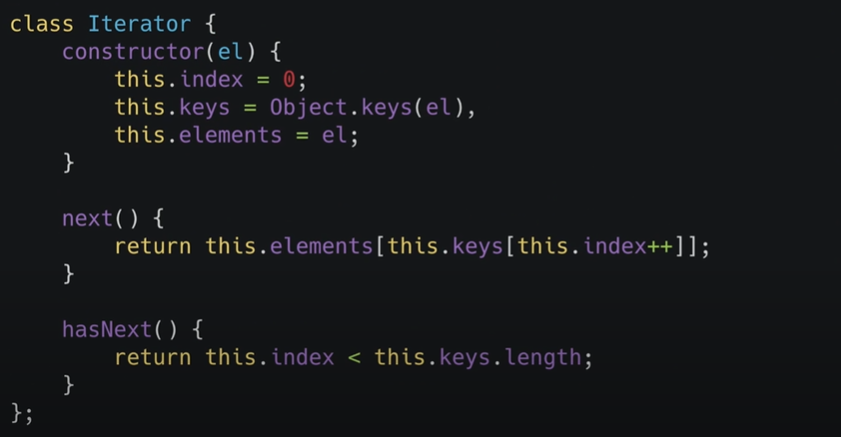 class Iterator {
    constructor(el) {
        this.index = 0;
        this.keys = Object.keys(el),
        this.elements = el;
    }

    next() {
        return this.elements[this.keys[this.index++]];
    }

    hasNext() {
        return this.index < this.keys.length;
    }
};